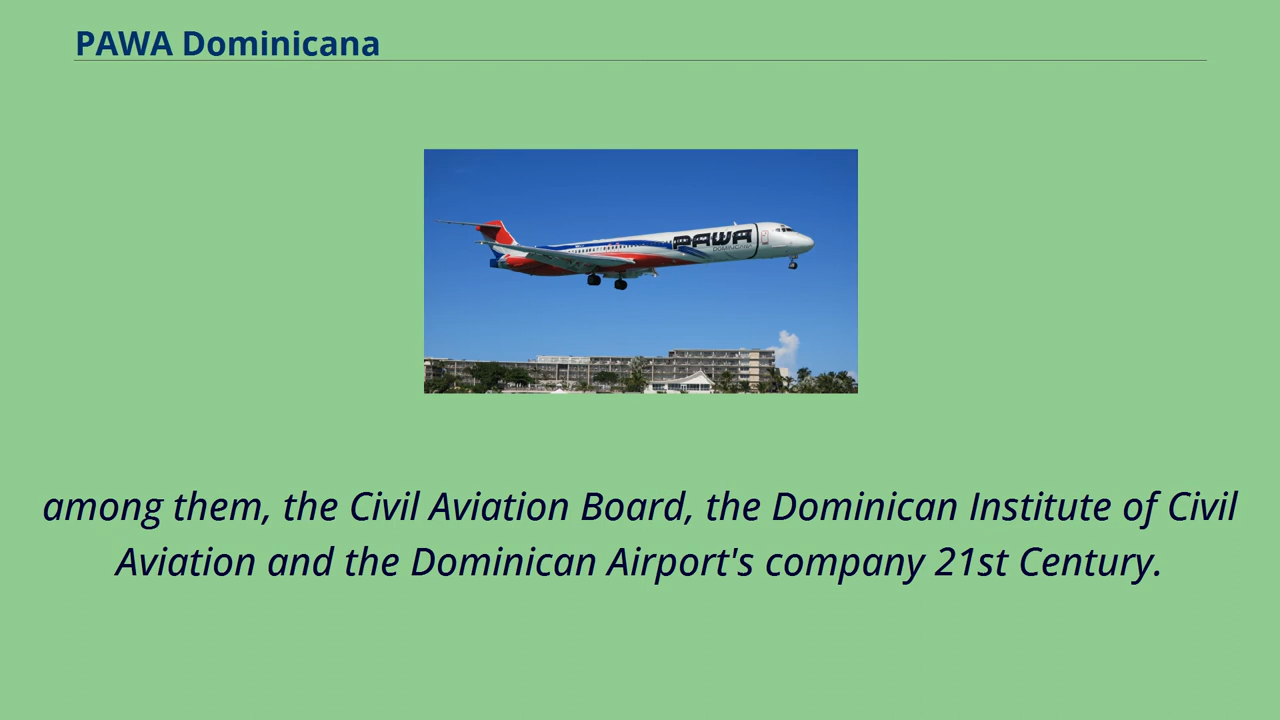 PAWA Dominicana
PAWA
DOMINICANA
among them, the Civil Aviation Board, the Dominican Institute of Civil
Aviation and the Dominican Airport's company 21st Century.